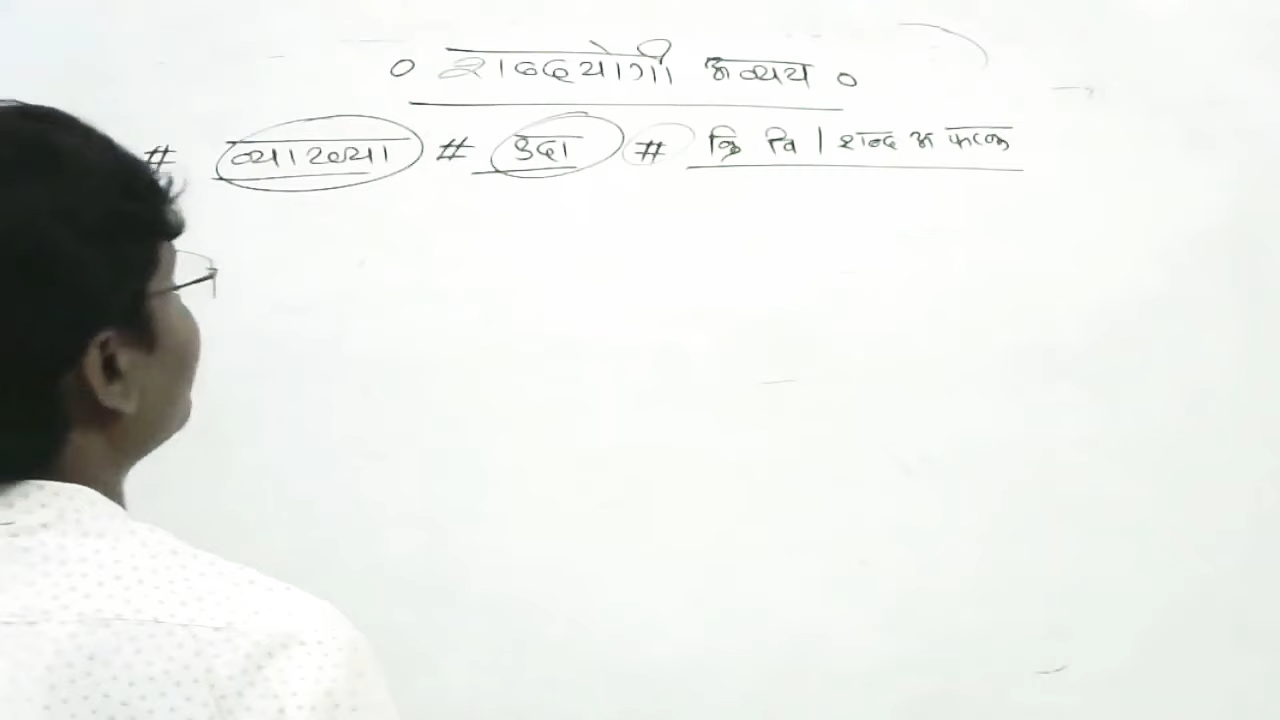 ० शब्दयोगी अव्यय ०
# व्याख्या # उदा # क्रि वि | शब्द अ फरक